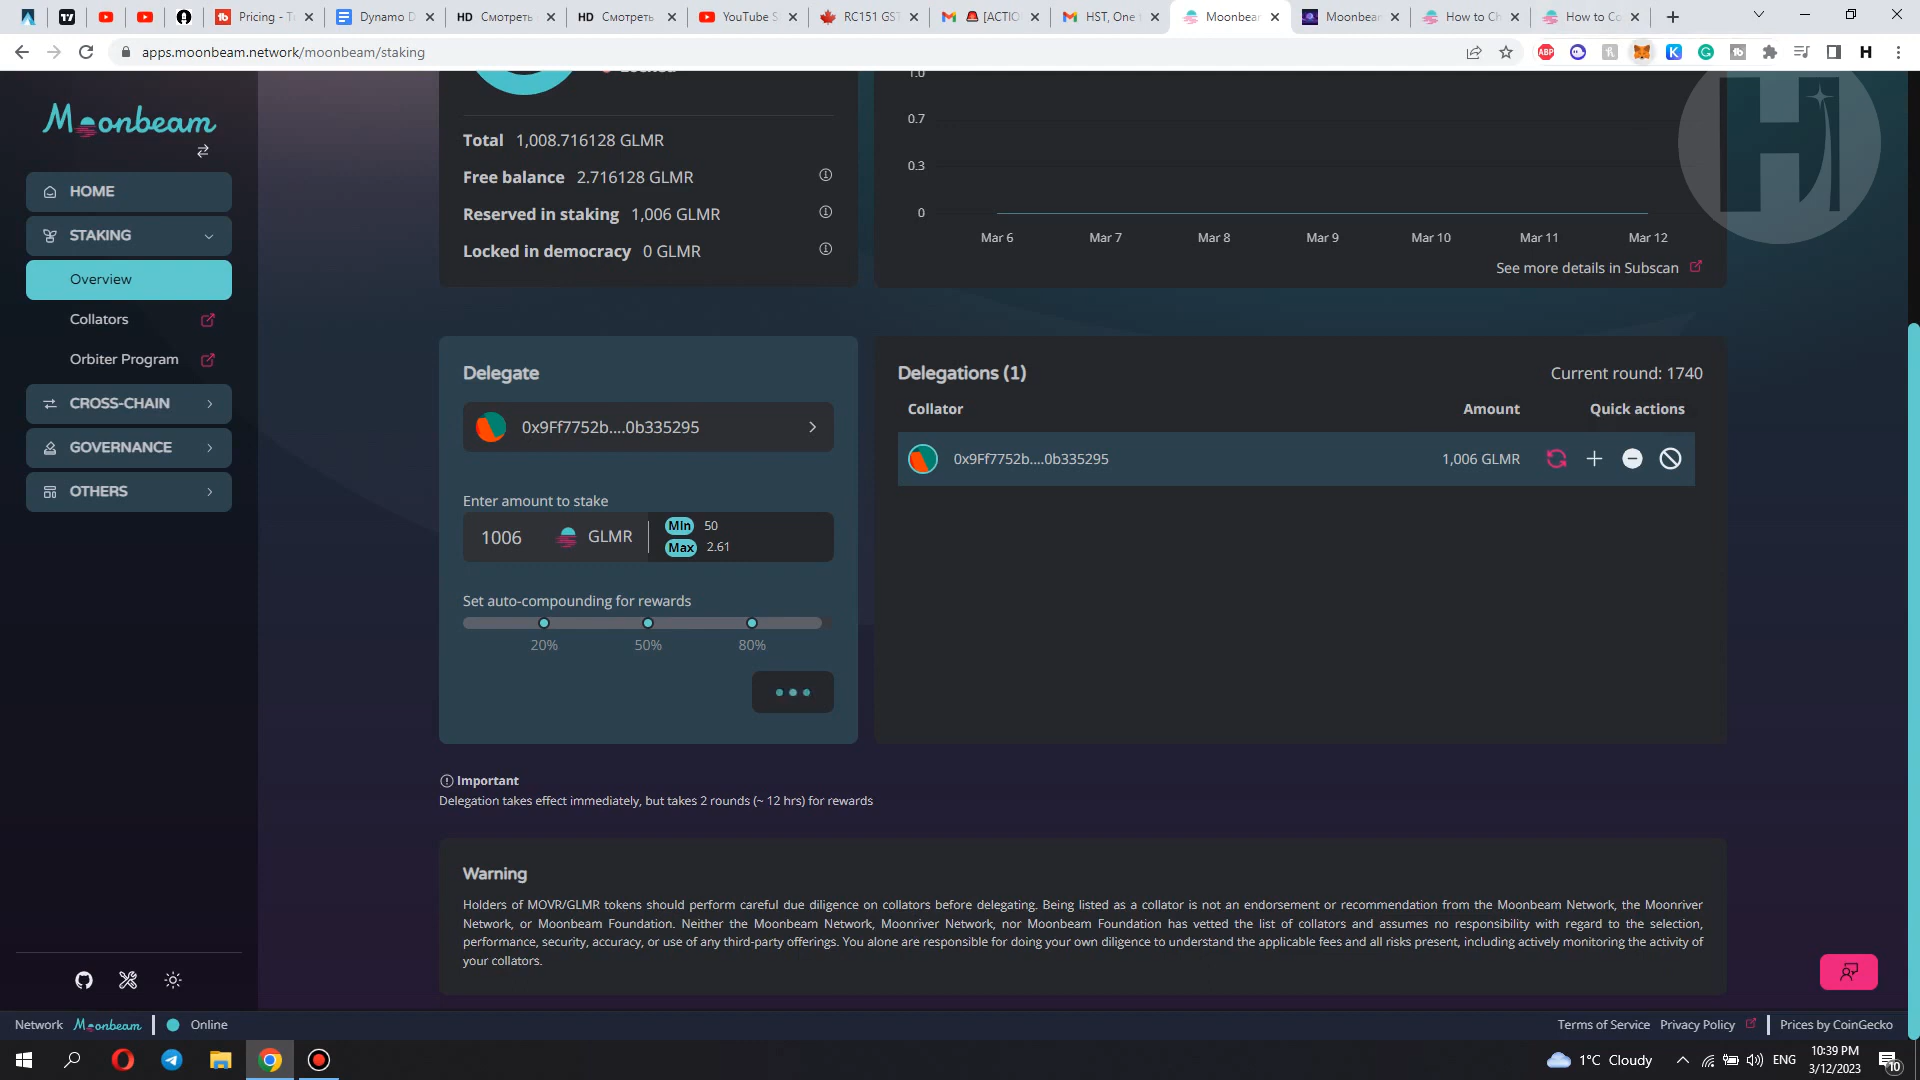 Pricing - T
Dynamo D
HD Смотреть
HD Смотреть
YouTube S
RC151 GST
[ACTIO
HST, One
Moonbear
Moonbea
How to Ch
How to Co
apps.moonbeam.network/moonbeam/staking
ABP
H
Moonbeam
HOME
STAKING
Overview
Collators
Orbiter Program
CROSS-CHAIN
GOVERNANCE
OTHERS
Total 1,008.716128 GLMR
Free balance 2.716128 GLMR
Reserved in staking 1,006 GLMR
Locked in democracy 0 GLMR
1.0
0.7
0.3
0
Mar 6 Mar 7 Mar 8 Mar 9 Mar 10 Mar 11 Mar 12
See more details in Subscan
H
Delegate
0x9Ff7752b....0b335295
Enter amount to stake
1006 GLMR
Min 50
Max 2.61
Set auto-compounding for rewards
20% 50% 80%
Delegations (1)
Current round: 1740
Collator Amount Quick actions
0x9Ff7752b....0b335295 1,006 GLMR
Important
Delegation takes effect immediately, but takes 2 rounds (~ 12 hrs) for rewards
Warning
Holders of MOVR/GLMR tokens should perform careful due diligence on collators before delegating. Being listed as a collator is not an endorsement or recommendation from the Moonbeam Network, the Moonriver
Network, or Moonbeam Foundation. Neither the Moonbeam Network, Moonriver Network, nor Moonbeam Foundation has vetted the list of collators and assumes no responsibility with regard to the selection,
performance, security, accuracy, or use of any third-party offerings. You alone are responsible for doing your own diligence to understand the applicable fees and all risks present, including actively monitoring the activity of
your collators.
Network Moonbeam Online
Terms of Service Privacy Policy Prices by CoinGecko
1°C Cloudy
ENG
10:39 PM
3/12/2023
10